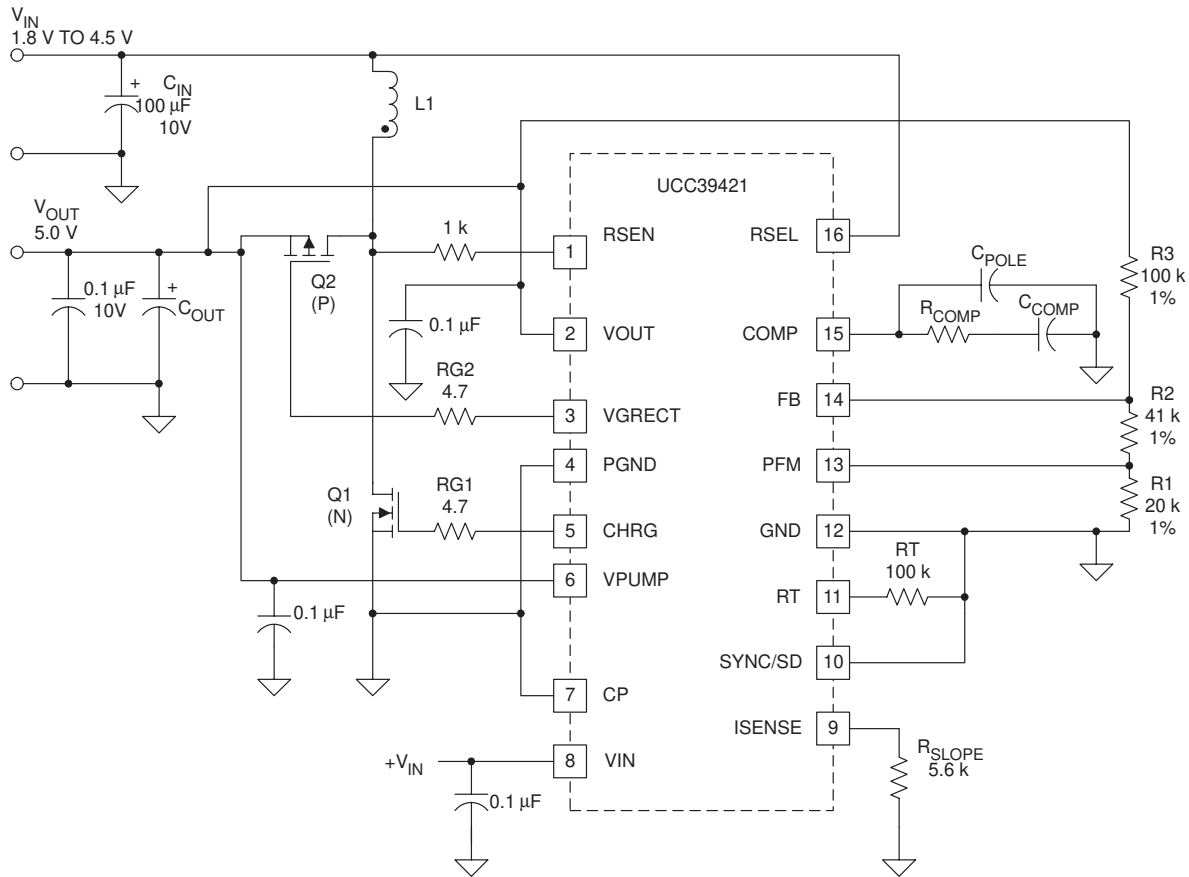 VIN
1.8 V TO 4.5 V
+
CIN
100 μF
10V
L1
UCC39421
VOUT
5.0 V
0.1 μF
10V
+
COUT
Q2
(P)
1 k
1
RSEN
RSEL
16
0.1 μF
2
VOUT
COMP
15
CPOLE
RCOMP
CCOMP
R3
100 k
1%
RG2
4.7
3
VGRECT
FB
14
R2
41 k
1%
4
PGND
PFM
13
Q1
(N)
RG1
4.7
5
CHRG
GND
12
R1
20 k
1%
6
VPUMP
RT
11
RT
100 k
0.1 μF
SYNC/SD
10
7
CP
ISENSE
9
+VIN
8
VIN
RSLOPE
5.6 k
0.1 μF